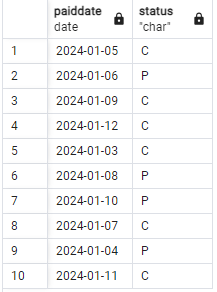 paiddate status
date "char"
1 2024-01-05 C
2 2024-01-06 P
3 2024-01-09 C
4 2024-01-12 C
5 2024-01-03 C
6 2024-01-08 P
7 2024-01-10 P
8 2024-01-07 C
9 2024-01-04 P
10 2024-01-11 C